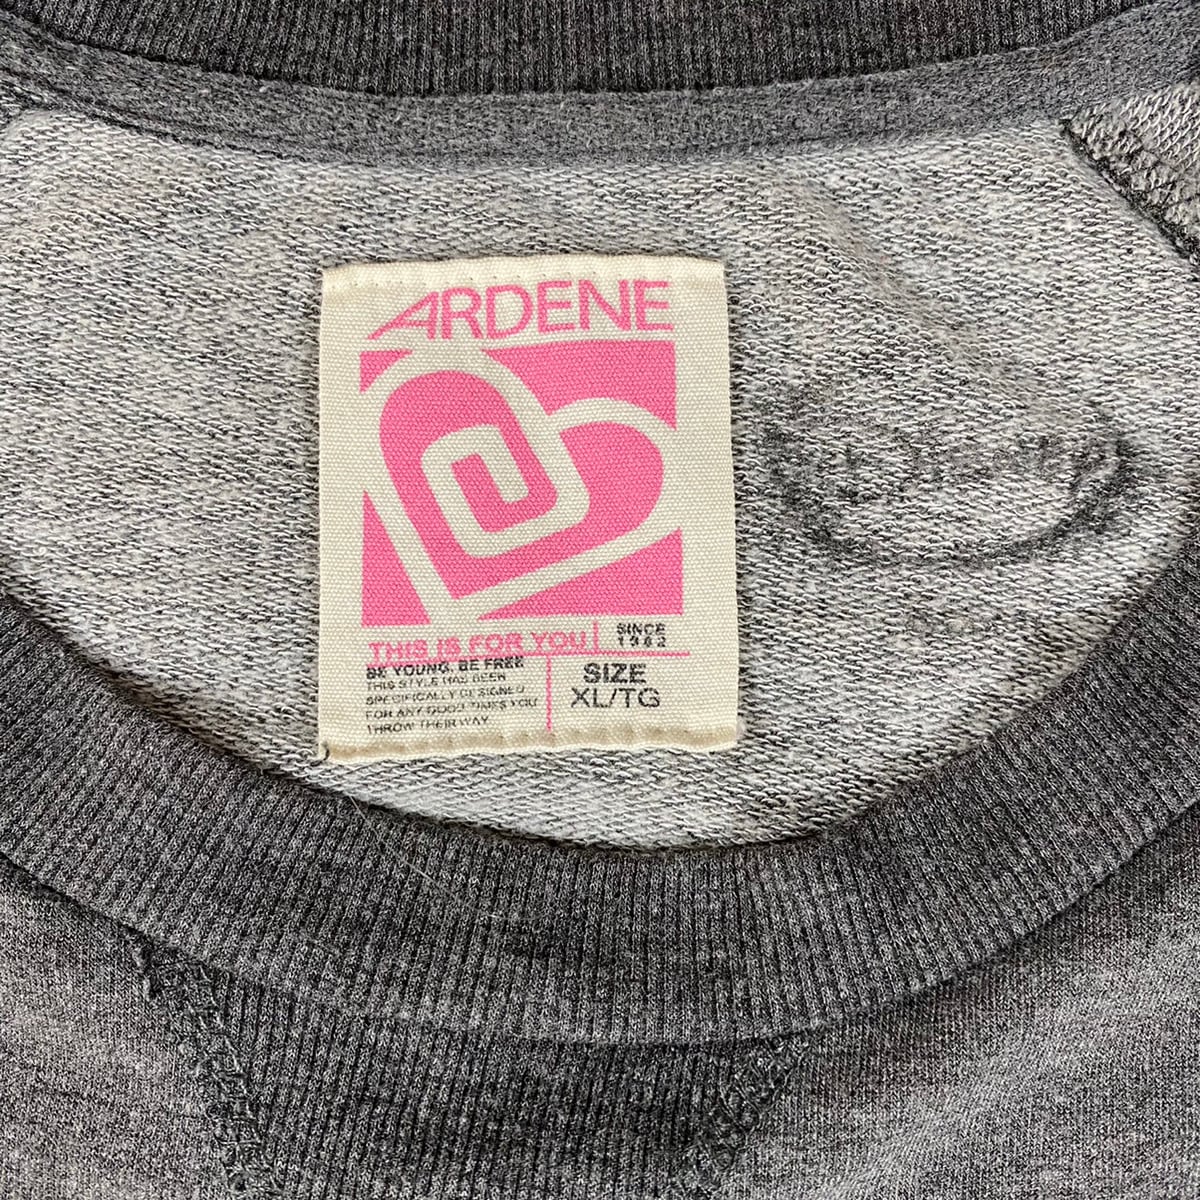 ARDENE
THIS IS FOR YOU
SINCE
1982
BE YOUNG. BE FREE
THIS STYLE HAS BEEN
SPECIFICALLY DESIGNED
FOR ANY GOOD TIMES YOU
THROW THEIR WAY.
SIZE
XL/TG